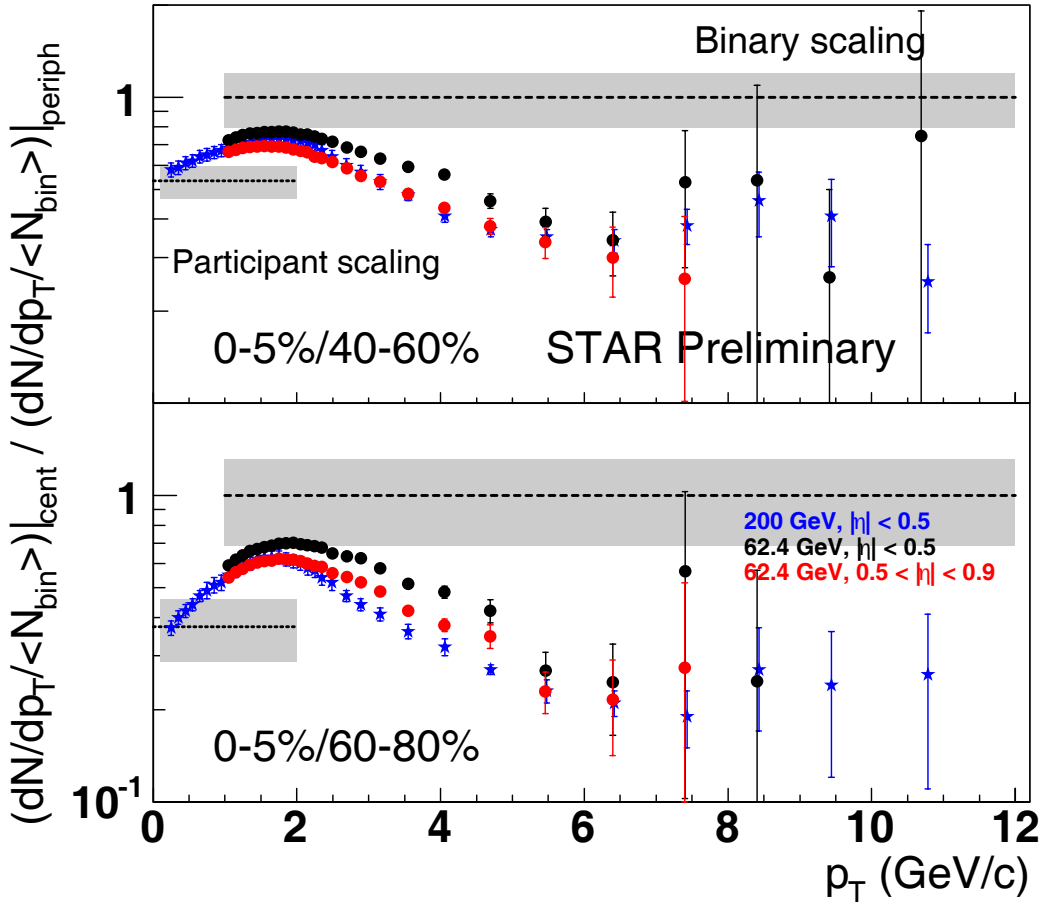 (dN/dp_T/<N_bin>)|_cent / (dN/dp_T/<N_bin>)|_periph
Binary scaling
1
Participant scaling
0-5%/40-60%
STAR Preliminary
1
200 GeV, |η| < 0.5
62.4 GeV, |η| < 0.5
62.4 GeV, 0.5 < |η| < 0.9
0-5%/60-80%
10^-1
0 2 4 6 8 10 12
p_T (GeV/c)